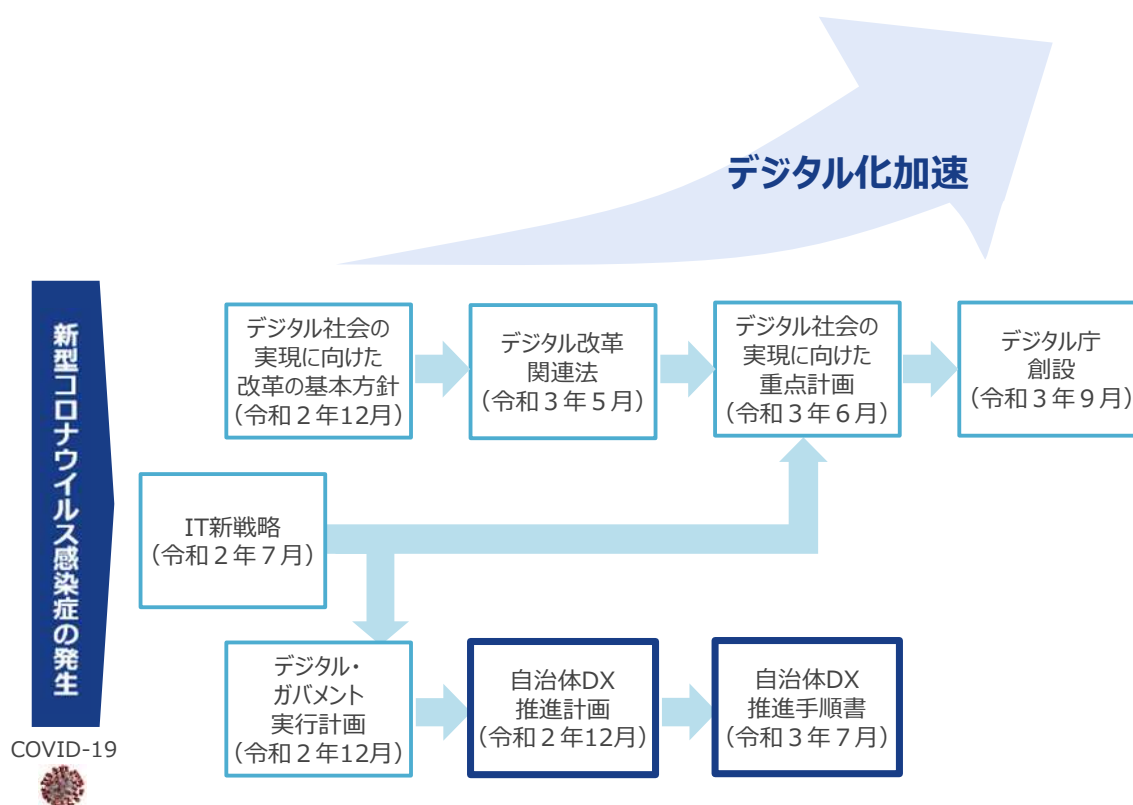 デジタル化加速
新型コロナウイルス感染症の発生
COVID-19
デジタル社会の
実現に向けた
改革の基本方針
（令和２年12月）
デジタル改革
関連法
（令和３年５月）
デジタル社会の
実現に向けた
重点計画
（令和３年６月）
デジタル庁
創設
（令和３年９月）
IT新戦略
（令和２年７月）
デジタル・
ガバメント
実行計画
（令和２年12月）
自治体DX
推進計画
（令和２年12月）
自治体DX
推進手順書
（令和３年７月）